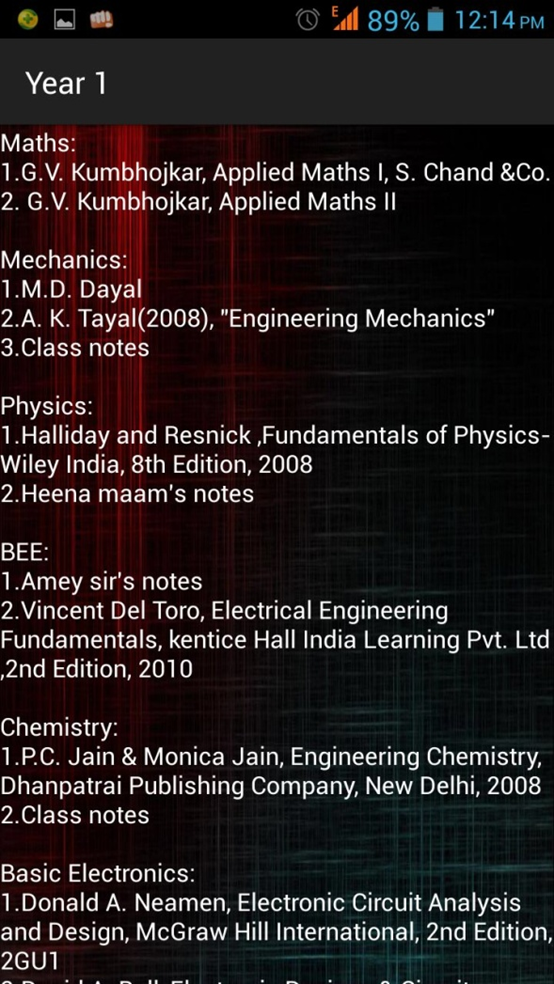 E 89% 12:14 PM
Year 1
Maths:
1.G.V. Kumbhojkar, Applied Maths I, S. Chand &Co.
2. G.V. Kumbhojkar, Applied Maths II
Mechanics:
1.M.D. Dayal
2.A. K. Tayal(2008), "Engineering Mechanics"
3.Class notes
Physics:
1.Halliday and Resnick ,Fundamentals of Physics-
Wiley India, 8th Edition, 2008
2.Heena maam's notes
BEE:
1.Amey sir's notes
2.Vincent Del Toro, Electrical Engineering
Fundamentals, kentice Hall India Learning Pvt. Ltd
,2nd Edition, 2010
Chemistry:
1.P.C. Jain & Monica Jain, Engineering Chemistry,
Dhanpatrai Publishing Company, New Delhi, 2008
2.Class notes
Basic Electronics:
1.Donald A. Neamen, Electronic Circuit Analysis
and Design, McGraw Hill International, 2nd Edition,
2GU1